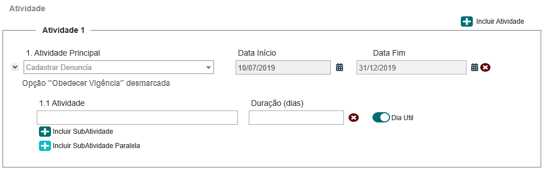 Atividade
Incluir Atividade
Atividade 1
1. Atividade Principal Data Início Data Fim
Cadastrar Denuncia 10/07/2019 31/12/2019
Opção "Obedecer Vigência" desmarcada
1.1 Atividade Duração (dias)
Dia Util
Incluir SubAtividade
Incluir SubAtividade Paralela